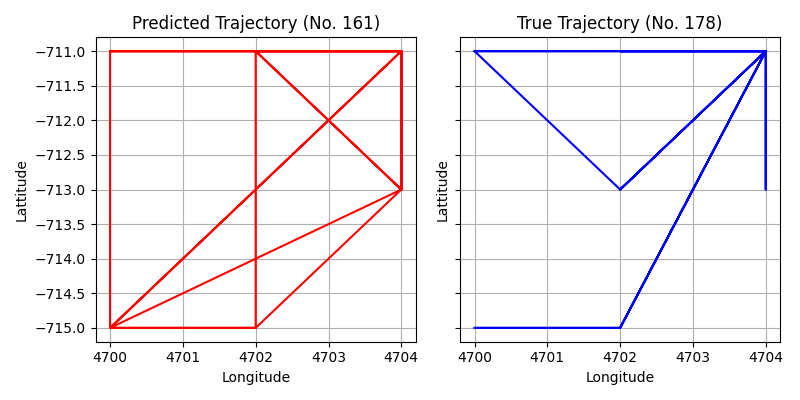 Predicted Trajectory (No. 161)
True Trajectory (No. 178)
−711.0
−711.5
−712.0
−712.5
−713.0
−713.5
−714.0
−714.5
−715.0
Lattitude
Lattitude
4700 4701 4702 4703 4704
4700 4701 4702 4703 4704
Longitude
Longitude